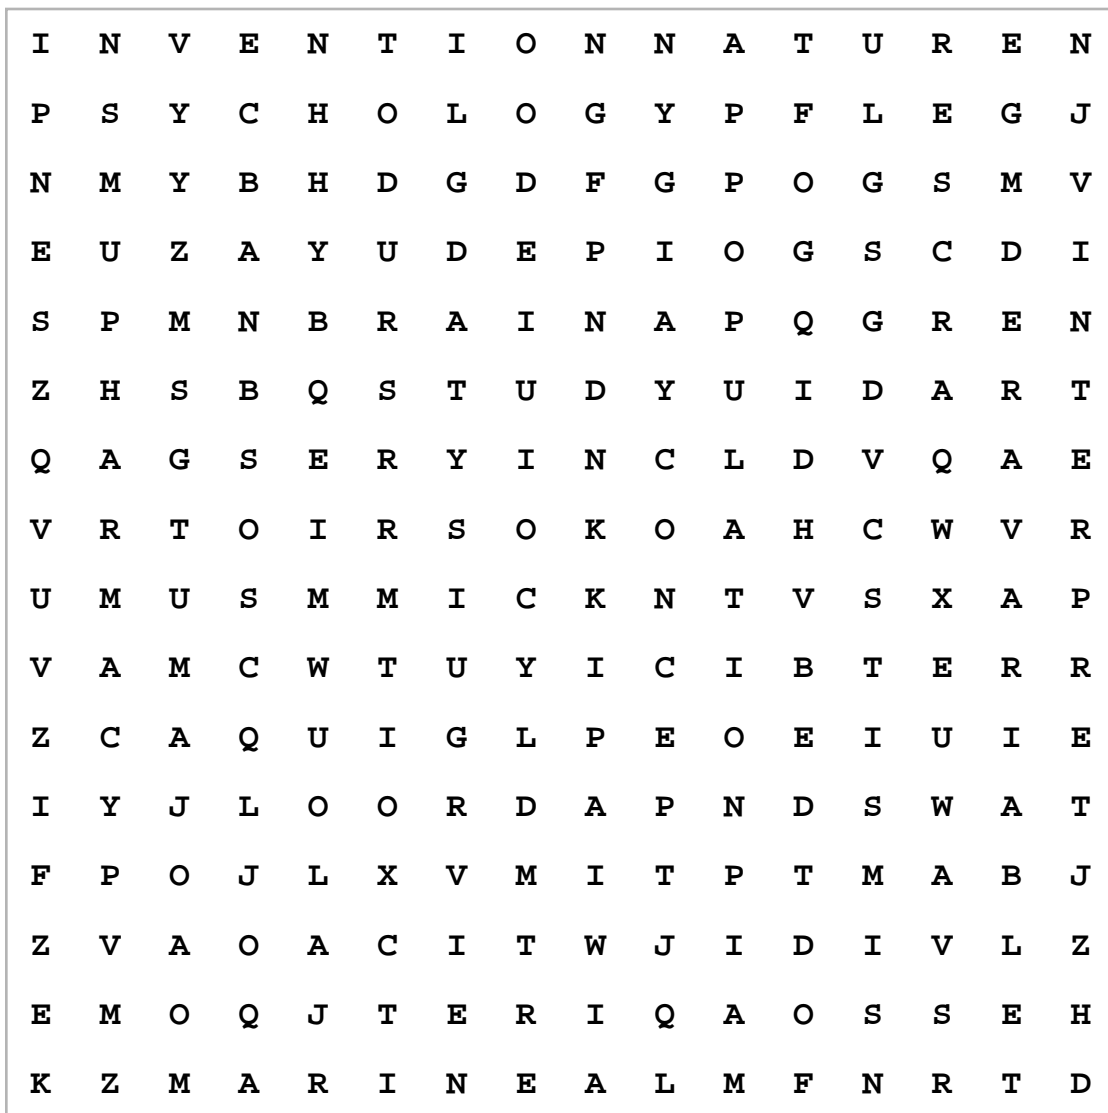 I N V E N T I O N N A T U R E N
P S Y C H O L O G Y P F L E G J
N M Y B H D G D F G P O G S M V
E U Z A Y U D E P I O G S C D I
S P M N B R A I N A P Q G R E N
Z H S B Q S T U D Y U I D A R T
Q A G S E R Y I N C L D V Q A E
V R T O I R S O K O A H C W V R
U M U S M M I C K N T V S X A P
V A M C W T U Y I C I B T E R R
Z C A Q U I G L P E O E I U I E
I Y J L O O R D A P N D S W A T
F P O J L X V M I T P T M A B J
Z V A O A C I T W J I D I V L Z
E M O Q J T E R I Q A O S S E H
K Z M A R I N E A L M F N R T D